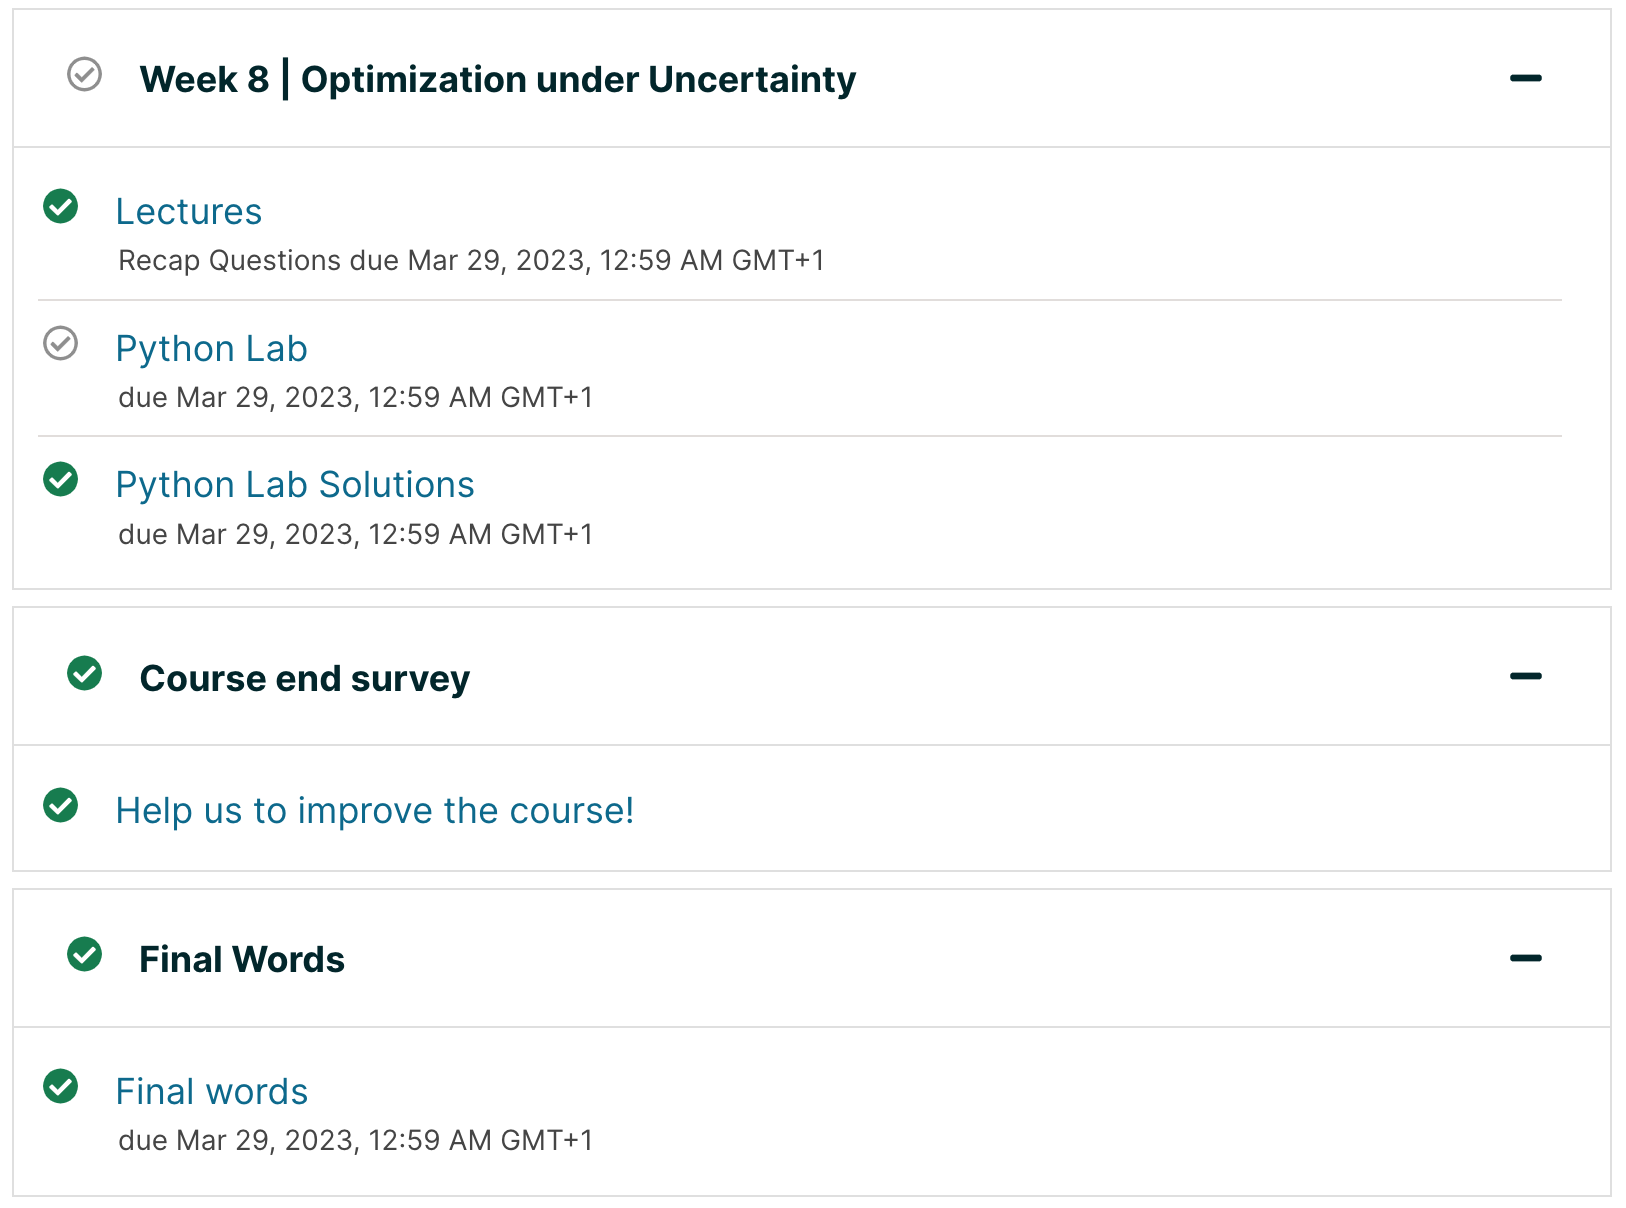 Week 8 | Optimization under Uncertainty
Lectures
Recap Questions due Mar 29, 2023, 12:59 AM GMT+1
Python Lab
due Mar 29, 2023, 12:59 AM GMT+1
Python Lab Solutions
due Mar 29, 2023, 12:59 AM GMT+1
Course end survey
Help us to improve the course!
Final Words
Final words
due Mar 29, 2023, 12:59 AM GMT+1